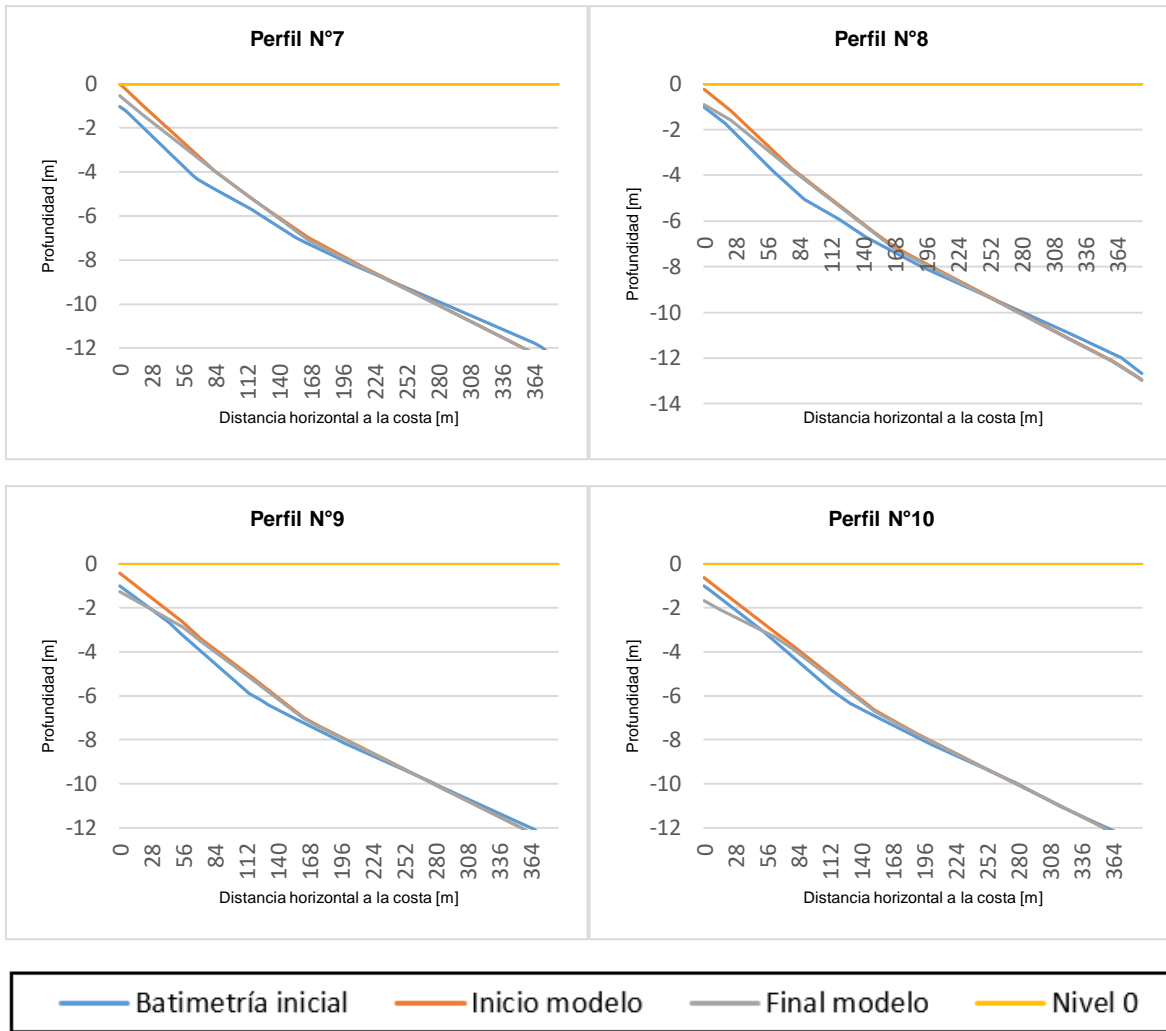 Perfil N°7
0
-2
-4
-6
-8
-10
-12
Profundidad [m]
0 28 56 84 112 140 168 196 224 252 280 308 336 364
Distancia horizontal a la costa [m]
Perfil N°8
0
-2
-4
-6
-8
-10
-12
-14
Profundidad [m]
0 28 56 84 112 140 168 196 224 252 280 308 336 364
Distancia horizontal a la costa [m]
Perfil N°9
0
-2
-4
-6
-8
-10
-12
Profundidad [m]
0 28 56 84 112 140 168 196 224 252 280 308 336 364
Distancia horizontal a la costa [m]
Perfil N°10
0
-2
-4
-6
-8
-10
-12
Profundidad [m]
0 28 56 84 112 140 168 196 224 252 280 308 336 364
Distancia horizontal a la costa [m]
Batimetría inicial Inicio modelo Final modelo Nivel 0